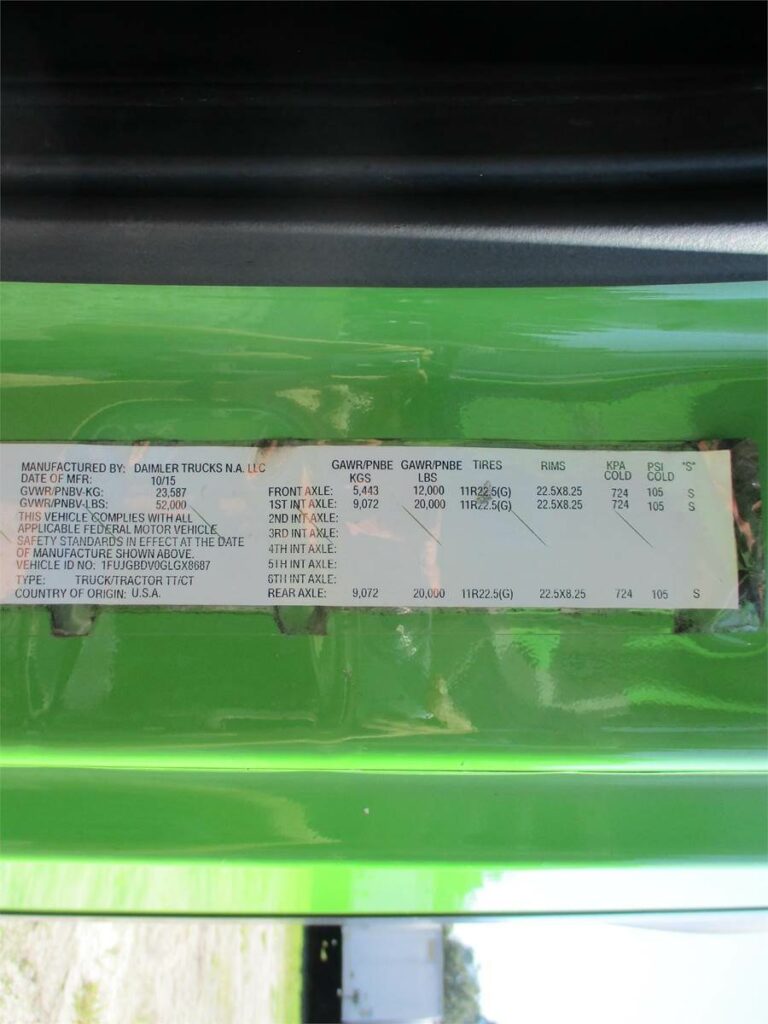 MANUFACTURED BY: DAIMLER TRUCKS N.A. LLC
DATE OF MFR: 10/15
GVWR/PNBV-KG: 23,587
GVWR/PNBV-LBS: 52,000
THIS VEHICLE COMPLIES WITH ALL
APPLICABLE FEDERAL MOTOR VEHICLE
SAFETY STANDARDS IN EFFECT AT THE DATE
OF MANUFACTURE SHOWN ABOVE.
VEHICLE ID NO: 1FUJGBDV0GLGX8687
TYPE: TRUCK/TRACTOR TT/CT
COUNTRY OF ORIGIN: U.S.A.
GAWR/PNBE KGS GAWR/PNBE LBS TIRES RIMS KPA COLD PSI COLD "S"
FRONT AXLE: 5,443 12,000 11R22.5(G) 22.5X8.25 724 105 S
1ST INT AXLE: 9,072 20,000 11R22.5(G) 22.5X8.25 724 105 S
2ND INT AXLE:
3RD INT AXLE:
4TH INT AXLE:
5TH INT AXLE:
6TH INT AXLE:
REAR AXLE: 9,072 20,000 11R22.5(G) 22.5X8.25 724 105 S